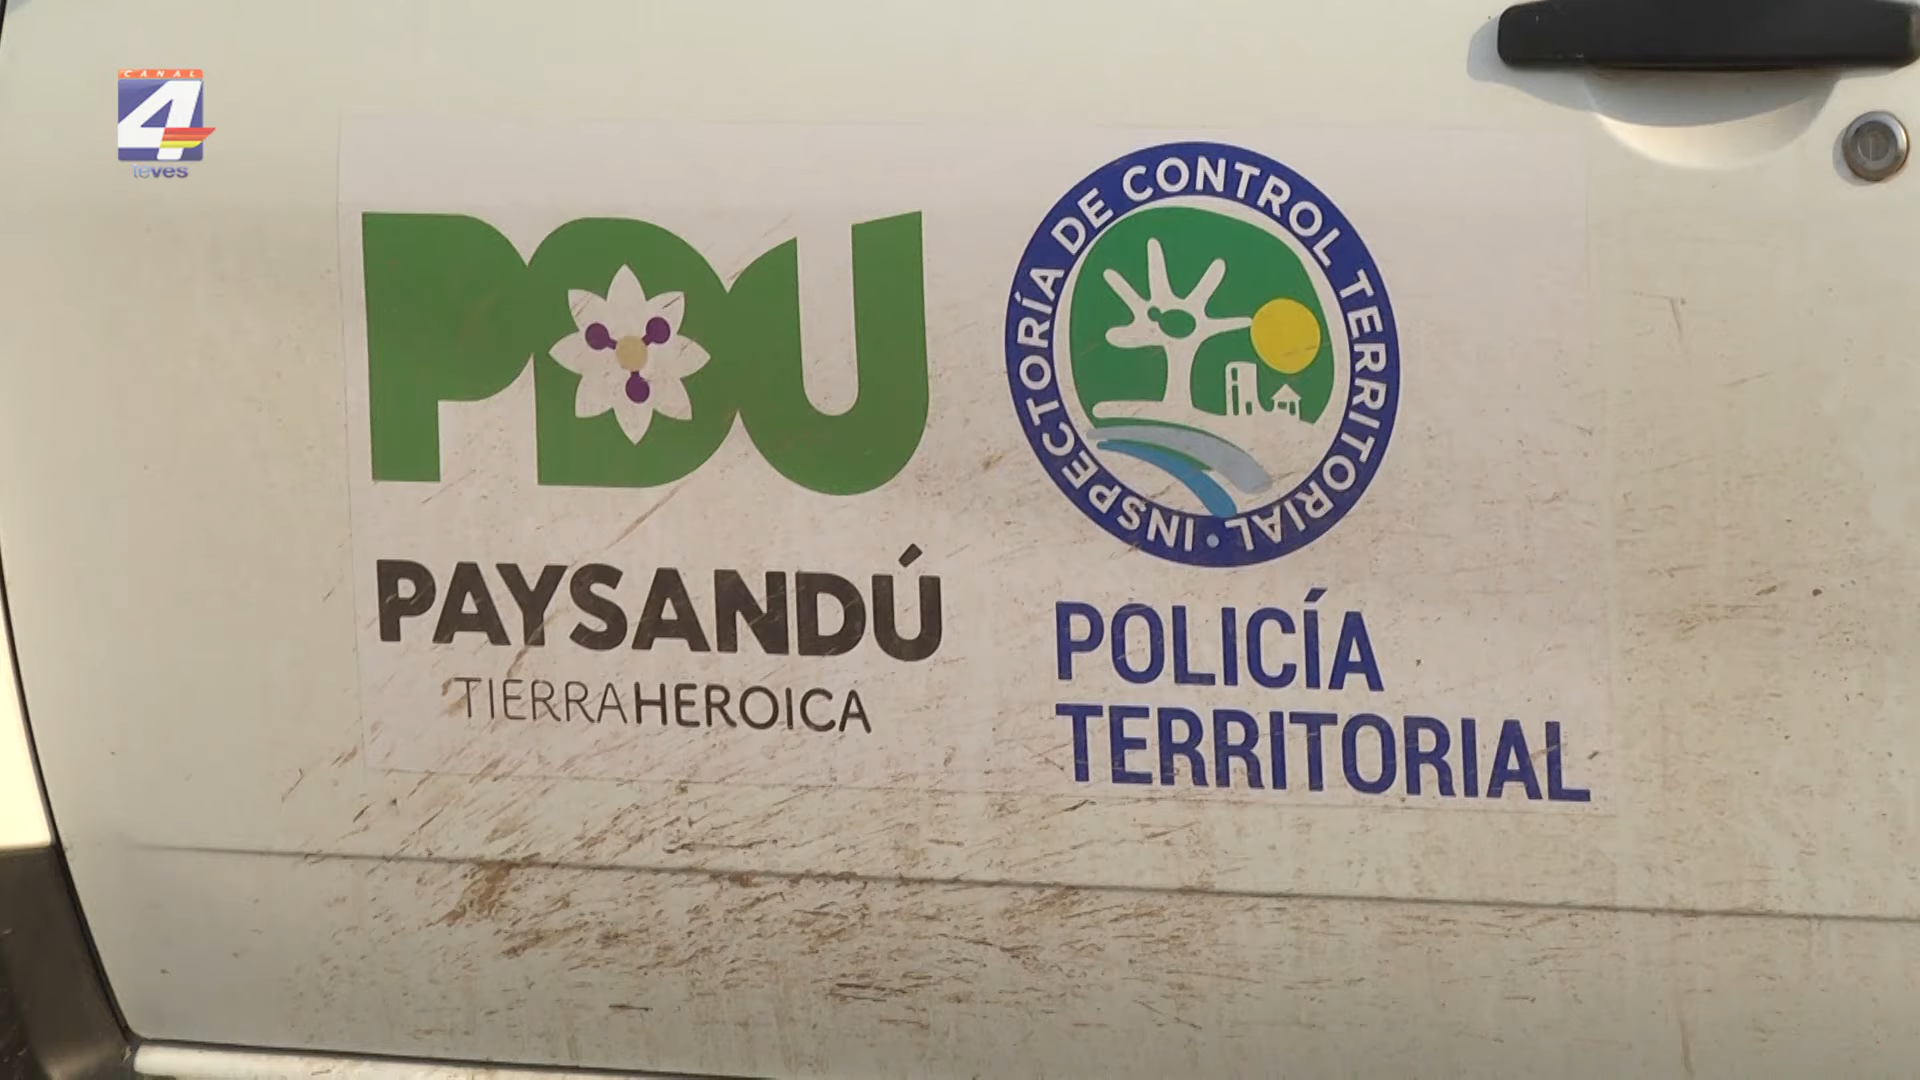 CANAL
4
teves
PDU
PAYSANDÚ
TIERRAHEROICA
INSPECTORÍA DE CONTROL TERRITORIAL •
POLICÍA
TERRITORIAL